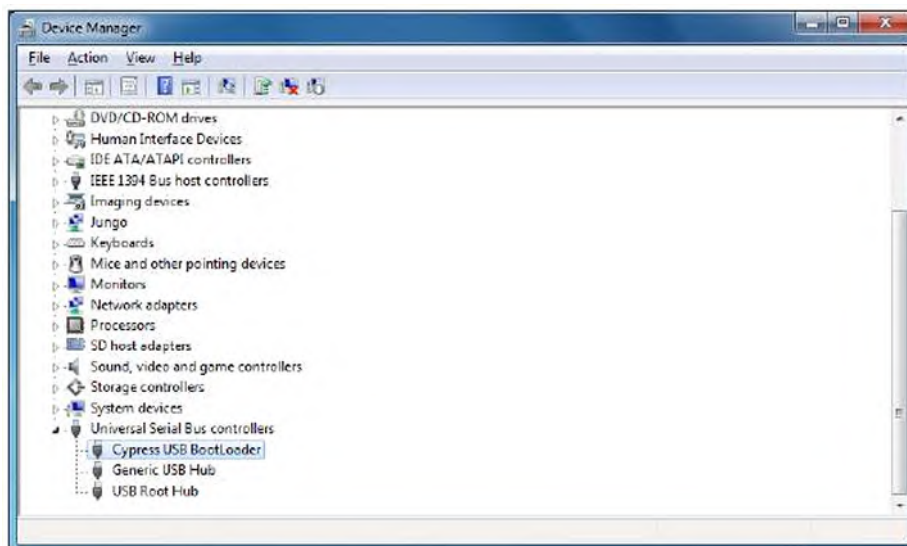 Device Manager
File Action View Help
DVD/CD-ROM drives
Human Interface Devices
IDE ATA/ATAPI controllers
IEEE 1394 Bus host controllers
Imaging devices
Jungo
Keyboards
Mice and other pointing devices
Monitors
Network adapters
Processors
SD host adapters
Sound, video and game controllers
Storage controllers
System devices
Universal Serial Bus controllers
Cypress USB BootLoader
Generic USB Hub
USB Root Hub